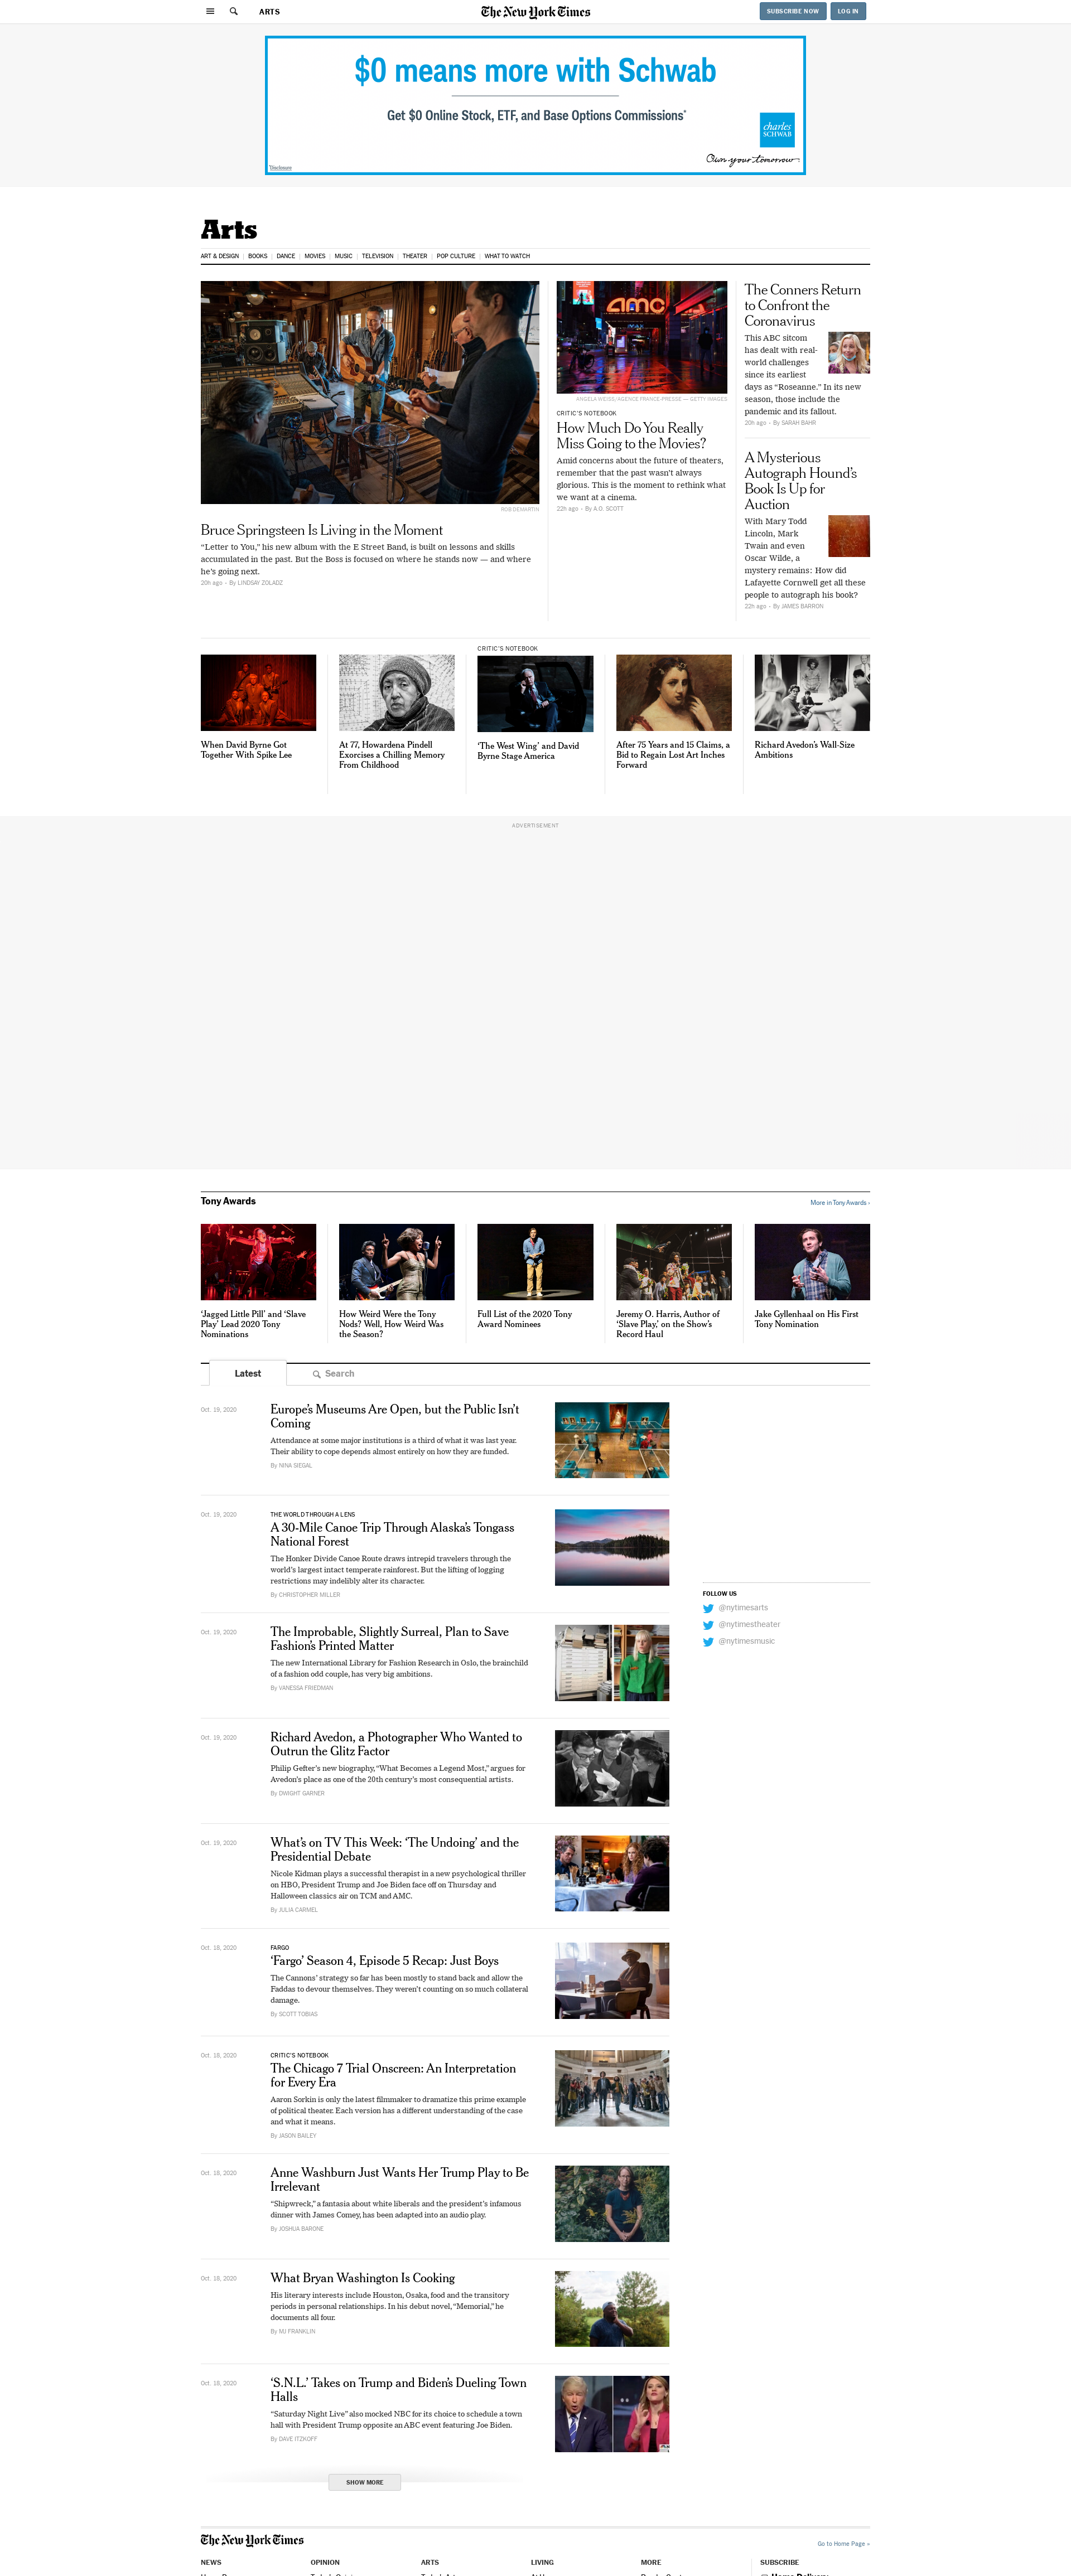 ARTS
The New York Times
SUBSCRIBE NOW
LOG IN
$0 means more with Schwab
Get $0 Online Stock, ETF, and Base Options Commissions*
charles
SCHWAB
Own your tomorrow
Disclosure
Arts
ART & DESIGN
BOOKS
DANCE
MOVIES
MUSIC
TELEVISION
THEATER
POP CULTURE
WHAT TO WATCH
ROB DEMARTIN
Bruce Springsteen Is Living in the Moment
“Letter to You,” his new album with the E Street Band, is built on lessons and skills
accumulated in the past. But the Boss is focused on where he stands now — and where
he’s going next.
20h ago - By LINDSAY ZOLADZ
amc
ANGELA WEISS/AGENCE FRANCE-PRESSE — GETTY IMAGES
CRITIC’S NOTEBOOK
How Much Do You Really
Miss Going to the Movies?
Amid concerns about the future of theaters,
remember that the past wasn’t always
glorious. This is the moment to rethink what
we want at a cinema.
22h ago - By A.O. SCOTT
The Conners Return
to Confront the
Coronavirus
This ABC sitcom
has dealt with real-
world challenges
since its earliest
days as “Roseanne.” In its new
season, those include the
pandemic and its fallout.
20h ago - By SARAH BAHR
A Mysterious
Autograph Hound’s
Book Is Up for
Auction
With Mary Todd
Lincoln, Mark
Twain and even
Oscar Wilde, a
mystery remains: How did
Lafayette Cornwell get all these
people to autograph his book?
22h ago - By JAMES BARRON
When David Byrne Got
Together With Spike Lee
At 77, Howardena Pindell
Exorcises a Chilling Memory
From Childhood
CRITIC’S NOTEBOOK
‘The West Wing’ and David
Byrne Stage America
After 75 Years and 15 Claims, a
Bid to Regain Lost Art Inches
Forward
Richard Avedon’s Wall-Size
Ambitions
ADVERTISEMENT
Tony Awards
More in Tony Awards ›
‘Jagged Little Pill’ and ‘Slave
Play’ Lead 2020 Tony
Nominations
How Weird Were the Tony
Nods? Well, How Weird Was
the Season?
Full List of the 2020 Tony
Award Nominees
Jeremy O. Harris, Author of
‘Slave Play,’ on the Show’s
Record Haul
Jake Gyllenhaal on His First
Tony Nomination
Latest
Search
Oct. 19, 2020
Europe’s Museums Are Open, but the Public Isn’t
Coming
Attendance at some major institutions is a third of what it was last year.
Their ability to cope depends almost entirely on how they are funded.
By NINA SIEGAL
Oct. 19, 2020
THE WORLD THROUGH A LENS
A 30-Mile Canoe Trip Through Alaska’s Tongass
National Forest
The Honker Divide Canoe Route draws intrepid travelers through the
world’s largest intact temperate rainforest. But the lifting of logging
restrictions may indelibly alter its character.
By CHRISTOPHER MILLER
FOLLOW US
@nytimesarts
@nytimestheater
@nytimesmusic
Oct. 19, 2020
The Improbable, Slightly Surreal, Plan to Save
Fashion’s Printed Matter
The new International Library for Fashion Research in Oslo, the brainchild
of a fashion odd couple, has very big ambitions.
By VANESSA FRIEDMAN
Oct. 19, 2020
Richard Avedon, a Photographer Who Wanted to
Outrun the Glitz Factor
Philip Gefter’s new biography, “What Becomes a Legend Most,” argues for
Avedon’s place as one of the 20th century’s most consequential artists.
By DWIGHT GARNER
Oct. 19, 2020
What’s on TV This Week: ‘The Undoing’ and the
Presidential Debate
Nicole Kidman plays a successful therapist in a new psychological thriller
on HBO, President Trump and Joe Biden face off on Thursday and
Halloween classics air on TCM and AMC.
By JULIA CARMEL
Oct. 18, 2020
FARGO
‘Fargo’ Season 4, Episode 5 Recap: Just Boys
The Cannons’ strategy so far has been mostly to stand back and allow the
Faddas to devour themselves. They weren’t counting on so much collateral
damage.
By SCOTT TOBIAS
Oct. 18, 2020
CRITIC’S NOTEBOOK
The Chicago 7 Trial Onscreen: An Interpretation
for Every Era
Aaron Sorkin is only the latest filmmaker to dramatize this prime example
of political theater. Each version has a different understanding of the case
and what it means.
By JASON BAILEY
Oct. 18, 2020
Anne Washburn Just Wants Her Trump Play to Be
Irrelevant
“Shipwreck,” a fantasia about white liberals and the president’s infamous
dinner with James Comey, has been adapted into an audio play.
By JOSHUA BARONE
Oct. 18, 2020
What Bryan Washington Is Cooking
His literary interests include Houston, Osaka, food and the transitory
periods in personal relationships. In his debut novel, “Memorial,” he
documents all four.
By MJ FRANKLIN
Oct. 18, 2020
‘S.N.L.’ Takes on Trump and Biden’s Dueling Town
Halls
“Saturday Night Live” also mocked NBC for its choice to schedule a town
hall with President Trump opposite an ABC event featuring Joe Biden.
By DAVE ITZKOFF
SHOW MORE
The New York Times
Go to Home Page »
NEWS
OPINION
ARTS
LIVING
MORE
SUBSCRIBE